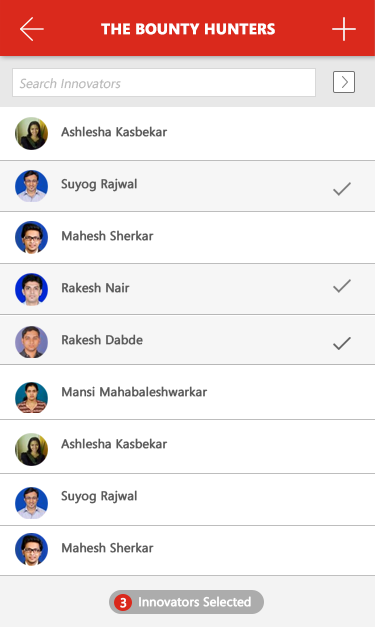 THE BOUNTY HUNTERS
Search Innovators
Ashlesha Kasbekar
Suyog Rajwal
Mahesh Sherkar
Rakesh Nair
Rakesh Dabde
Mansi Mahabaleshwarkar
Ashlesha Kasbekar
Suyog Rajwal
Mahesh Sherkar
3 Innovators Selected